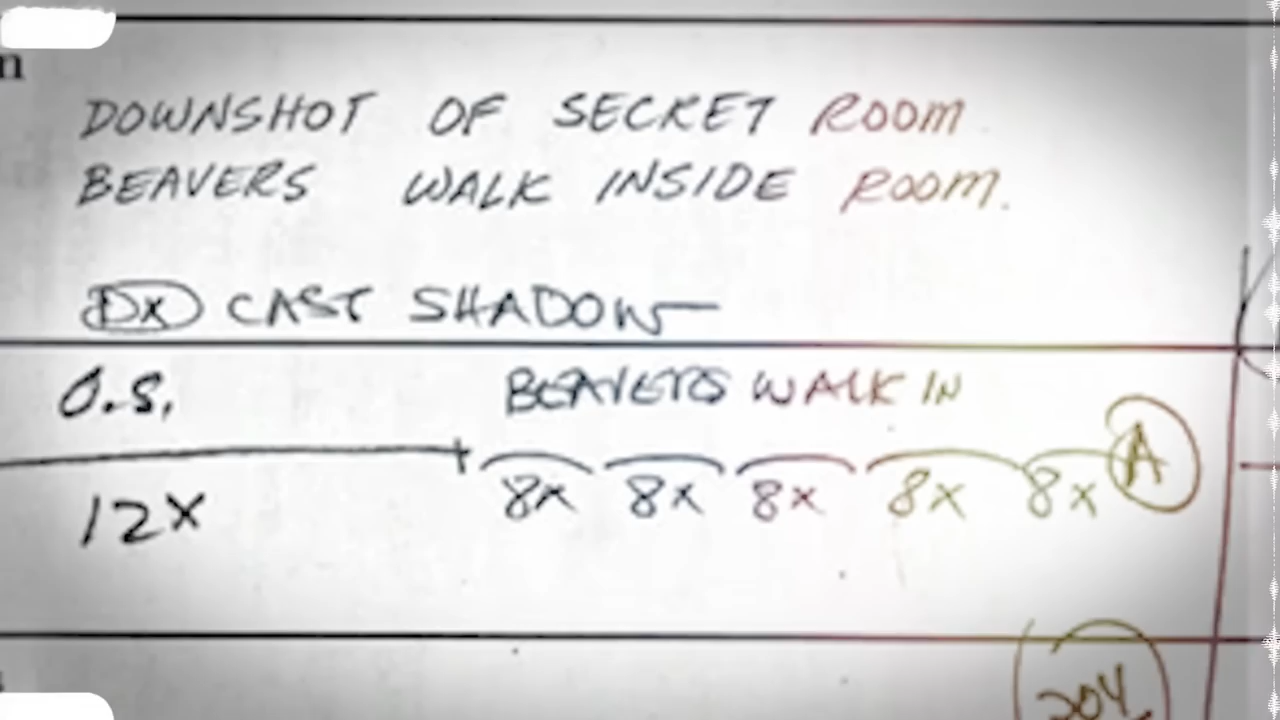 n
DOWNSHOT OF SECRET ROOM
BEAVERS WALK INSIDE ROOM.
DX CAST SHADOW
O.S. BEAVERS WALK IN
12X 8X 8X 8X 8X 8X A
204